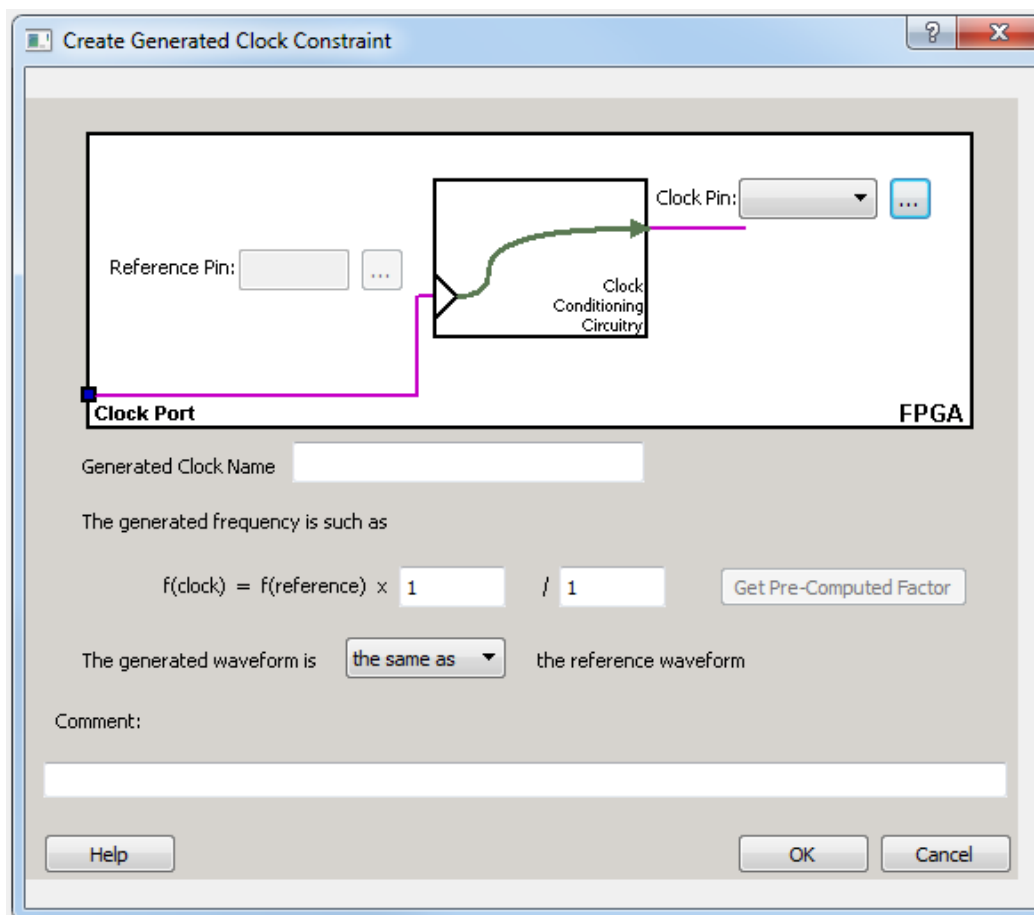 Create Generated Clock Constraint
?
X
Clock Pin:
...
Reference Pin:
...
Clock
Conditioning
Circuitry
Clock Port
FPGA
Generated Clock Name
The generated frequency is such as
f(clock) = f(reference) x 1 / 1 Get Pre-Computed Factor
The generated waveform is the same as the reference waveform
Comment:
Help OK Cancel